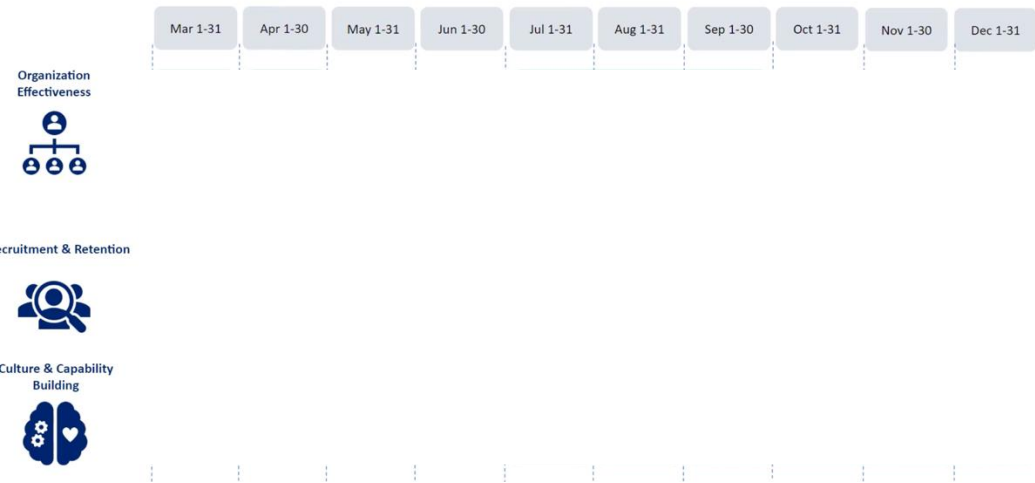 Mar 1-31 Apr 1-30 May 1-31 Jun 1-30 Jul 1-31 Aug 1-31 Sep 1-30 Oct 1-31 Nov 1-30 Dec 1-31
Organization
Effectiveness
ecruitment & Retention
Culture & Capability
Building